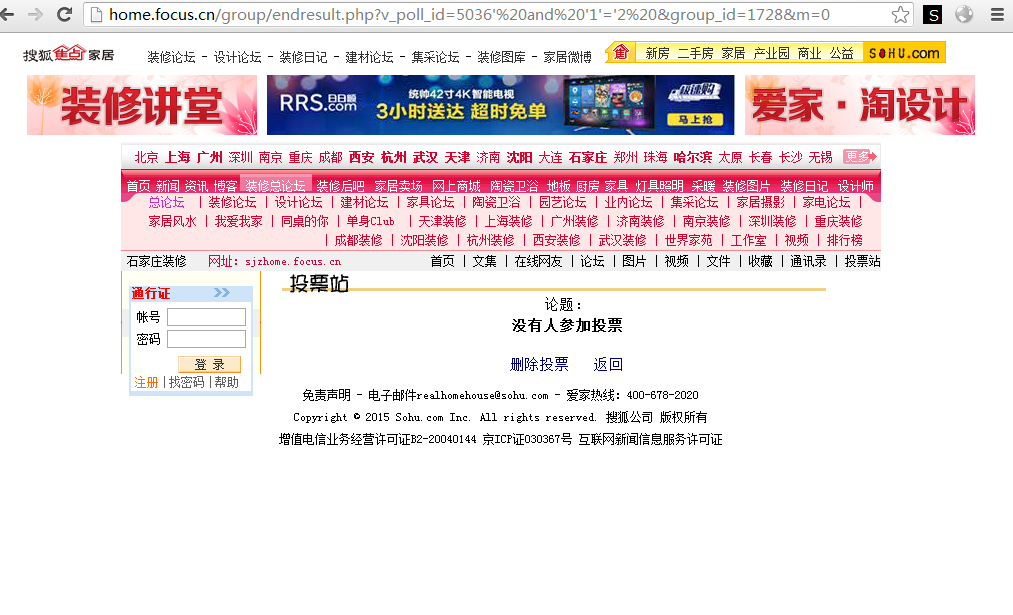 home.focus.cn/group/endresult.php?v_poll_id=5036'%20and%20'1'='2%20&group_id=1728&m=0
S
搜狐焦点家居 装修论坛 - 设计论坛 - 装修日记 - 建材论坛 - 集采论坛 - 装修图库 - 家居微博 新房 二手房 家居 产业园 商业 公益 SOHU.com
装修讲堂
RRS.com日日顺 统帅42寸4K智能电视
3小时送达 超时免单
马上抢
爱家·淘设计
北京 上海 广州 深圳 南京 重庆 成都 西安 杭州 武汉 天津 济南 沈阳 大连 石家庄 郑州 珠海 哈尔滨 太原 长春 长沙 无锡 更多
首页 新闻 资讯 博客 装修总论坛 装修后吧 家居卖场 网上商城 陶瓷卫浴 地板 厨房 家具 灯具照明 采暖 装修图片 装修日记 设计师
总论坛 | 装修论坛 | 设计论坛 | 建材论坛 | 家具论坛 | 陶瓷卫浴 | 园艺论坛 | 业内论坛 | 集采论坛 | 家居摄影 | 家电论坛 |
家居风水 | 我爱我家 | 同桌的你 | 单身Club | 天津装修 | 上海装修 | 广州装修 | 济南装修 | 南京装修 | 深圳装修 | 重庆装修
| 成都装修 | 沈阳装修 | 杭州装修 | 西安装修 | 武汉装修 | 世界家苑 | 工作室 | 视频 | 排行榜
石家庄装修 网址: sjzhome.focus.cn 首页 | 文集 | 在线网友 | 论坛 | 图片 | 视频 | 文件 | 收藏 | 通讯录 | 投票站
通行证 >>
帐号
密码
登 录
注册 | 找密码 | 帮助
投票站
论题:
没有人参加投票
删除投票 返回
免责声明 - 电子邮件realhomehouse@sohu.com - 爱家热线: 400-678-2020
Copyright © 2015 Sohu.com Inc. All rights reserved. 搜狐公司 版权所有
增值电信业务经营许可证B2-20040144 京ICP证030367号 互联网新闻信息服务许可证